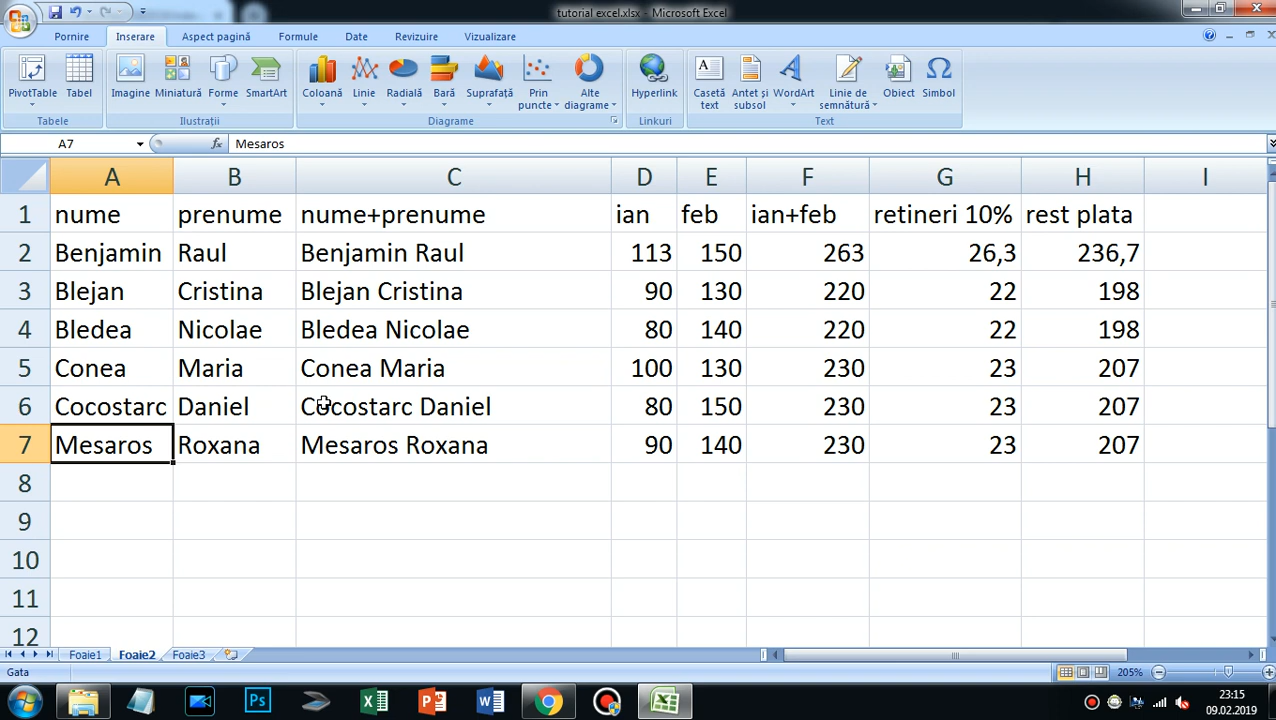 tutorial excel.xlsx - Microsoft Excel
Pornire Inserare Aspect pagină Formule Date Revizuire Vizualizare
PivotTable Tabel Imagine Miniatură Forme SmartArt Coloană Linie Radială Bară Suprafață Prin puncte Alte diagrame Hyperlink Casetă text Antet și subsol WordArt Linie de semnătură Obiect Simbol
Tabele Ilustrații Diagrame Linkuri Text
A7 fx Mesaros
A B C D E F G H I
1 nume prenume nume+prenume ian feb ian+feb retineri 10% rest plata
2 Benjamin Raul Benjamin Raul 113 150 263 26,3 236,7
3 Blejan Cristina Blejan Cristina 90 130 220 22 198
4 Bledea Nicolae Bledea Nicolae 80 140 220 22 198
5 Conea Maria Conea Maria 100 130 230 23 207
6 Cocostarc Daniel Cocostarc Daniel 80 150 230 23 207
7 Mesaros Roxana Mesaros Roxana 90 140 230 23 207
8
9
10
11
12
Foaie1 Foaie2 Foaie3
Gata 205%
Ps
23:15
09.02.2019